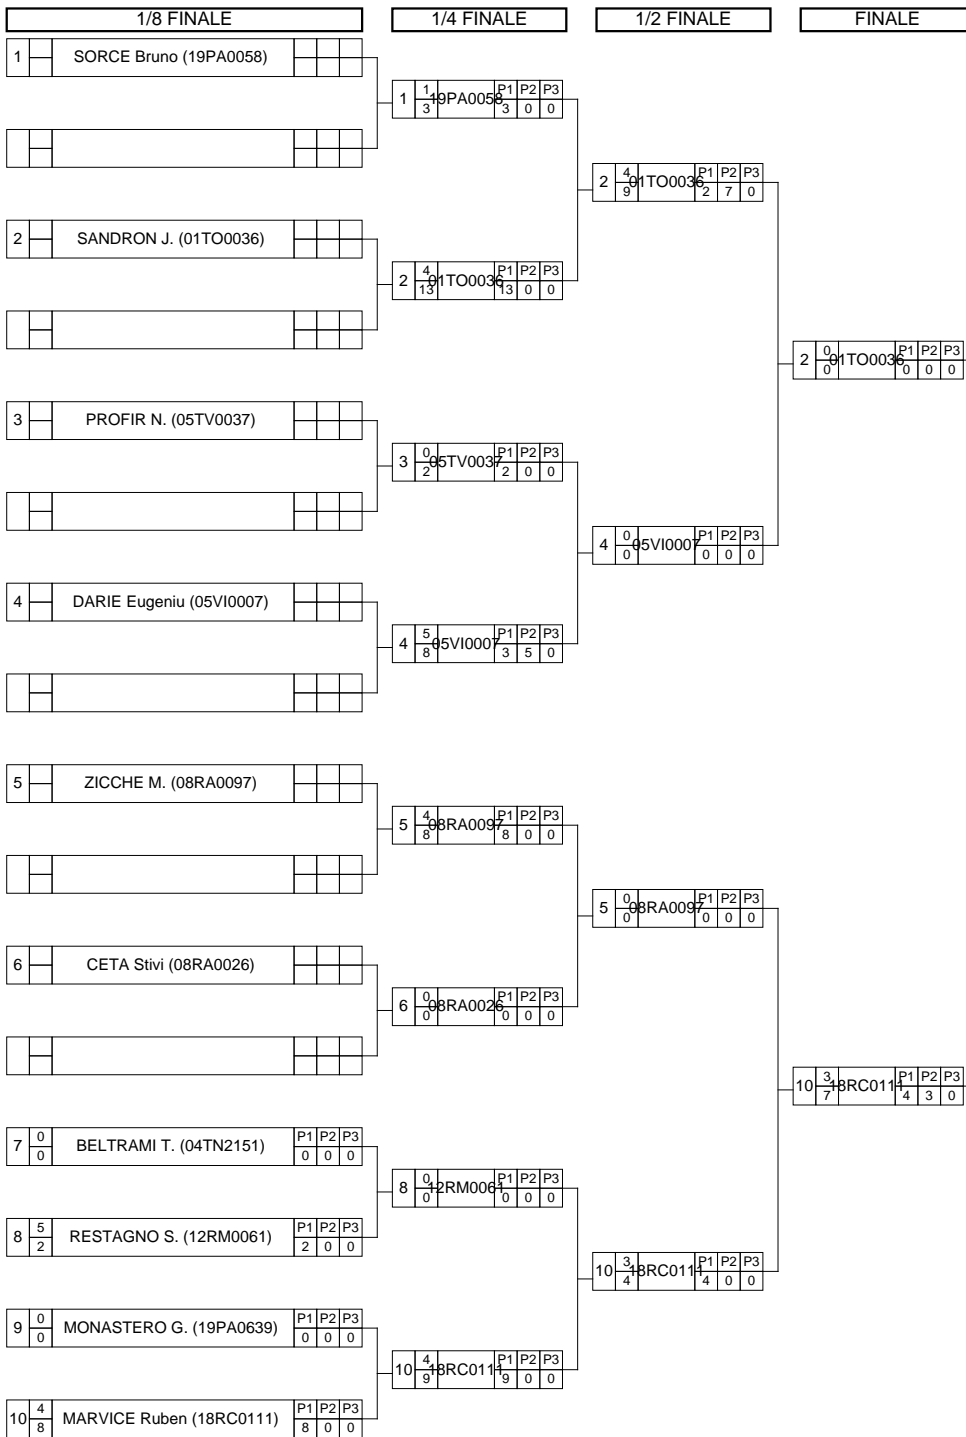 1/8 FINALE 1/4 FINALE 1/2 FINALE FINALE
1 SORCE Bruno (19PA0058)
1 1 3 19PA0058 P1 P2 P3
3 0 0
2 4 9 01TO0036 P1 P2 P3
2 7 0
2 SANDRON J. (01TO0036)
2 4 13 01TO0036 P1 P2 P3
13 0 0
2 0 0 01TO0036 P1 P2 P3
0 0 0
3 PROFIR N. (05TV0037)
3 0 2 05TV0037 P1 P2 P3
2 0 0
4 0 0 05VI0007 P1 P2 P3
0 0 0
4 DARIE Eugeniu (05VI0007)
4 5 8 05VI0007 P1 P2 P3
3 5 0
5 ZICCHE M. (08RA0097)
5 4 8 08RA0097 P1 P2 P3
8 0 0
5 0 0 08RA0097 P1 P2 P3
0 0 0
6 CETA Stivi (08RA0026)
6 0 0 08RA0026 P1 P2 P3
0 0 0
10 3 7 18RC0111 P1 P2 P3
4 3 0
7 0 0 BELTRAMI T. (04TN2151) P1 P2 P3
0 0 0
8 0 0 12RM0061 P1 P2 P3
0 0 0
8 5 2 RESTAGNO S. (12RM0061) P1 P2 P3
2 0 0
10 3 4 18RC0111 P1 P2 P3
4 0 0
9 0 0 MONASTERO G. (19PA0639) P1 P2 P3
0 0 0
10 4 9 18RC0111 P1 P2 P3
9 0 0
10 4 8 MARVICE Ruben (18RC0111) P1 P2 P3
8 0 0